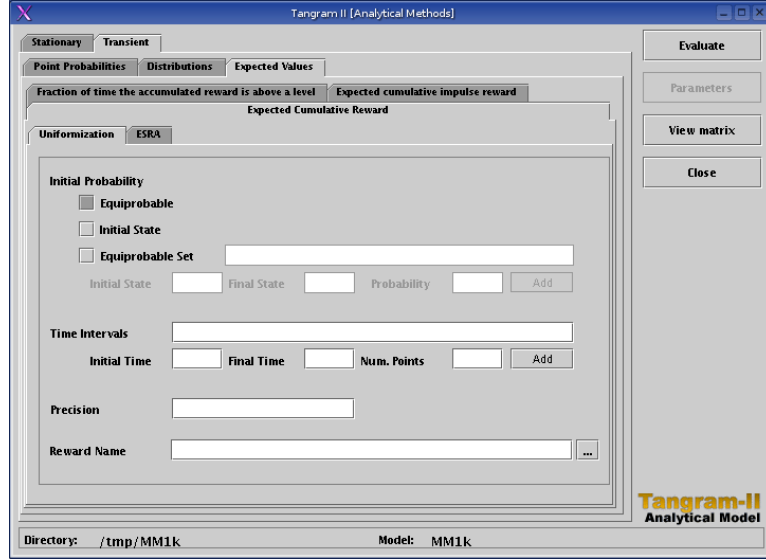 Tangram II [Analytical Methods]
Stationary Transient
Point Probabilities Distributions Expected Values
Fraction of time the accumulated reward is above a level Expected cumulative impulse reward
Expected Cumulative Reward
Uniformization ESRA
Initial Probability
Equiprobable
Initial State
Equiprobable Set
Initial State Final State Probability Add
Time Intervals
Initial Time Final Time Num. Points Add
Precision
Reward Name ...
Evaluate
Parameters
View matrix
Close
Tangram-II
Analytical Model
Directory: /tmp/MM1k Model: MM1k